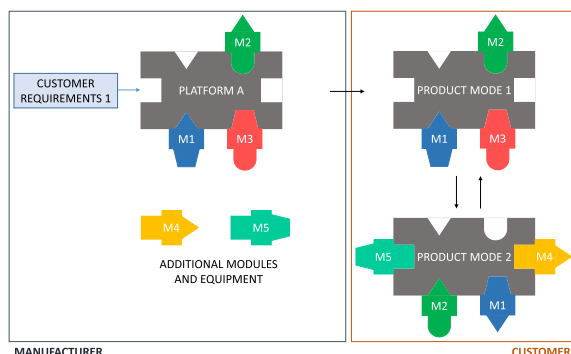 M2
M2
CUSTOMER
REQUIREMENTS 1
PLATFORM A
PRODUCT MODE 1
M1
M3
M1
M3
M4
M5
ADDITIONAL MODULES
AND EQUIPMENT
M5
PRODUCT MODE 2
M4
M2
M1
MANUFACTURER
CUSTOMER